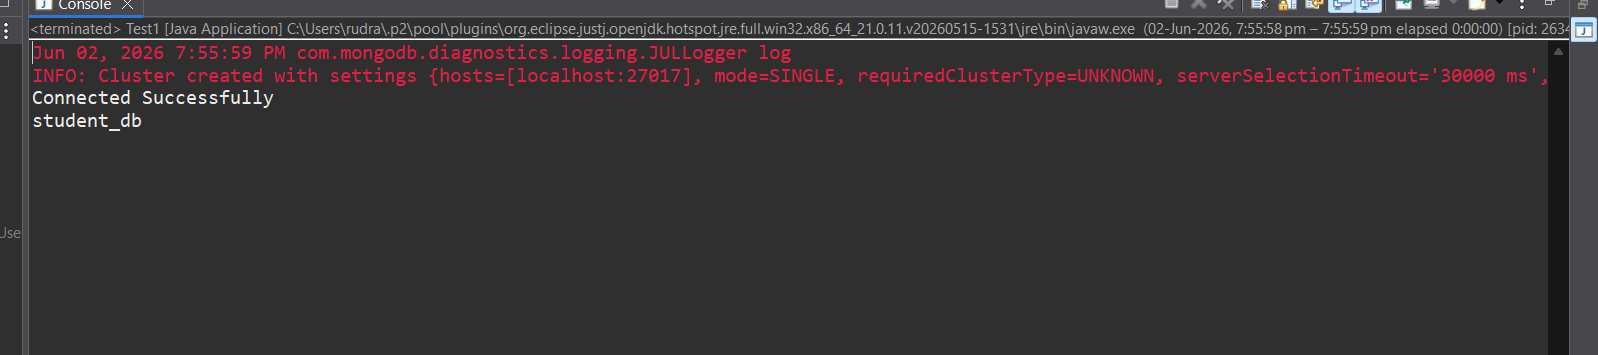 Console
<terminated> Test1 [Java Application] C:\Users\rudra\.p2\pool\plugins\org.eclipse.justj.openjdk.hotspot.jre.full.win32.x86_64_21.0.11.v20260515-1531\jre\bin\javaw.exe (02-Jun-2026, 7:55:58 pm – 7:55:59 pm elapsed 0:00:00) [pid: 2634
Jun 02, 2026 7:55:59 PM com.mongodb.diagnostics.logging.JULLogger log
INFO: Cluster created with settings {hosts=[localhost:27017], mode=SINGLE, requiredClusterType=UNKNOWN, serverSelectionTimeout='30000 ms',
Connected Successfully
student_db
Use